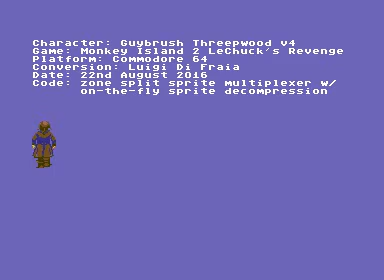 Character: Guybrush Threepwood v4
Game: Monkey Island 2 LeChuck's Revenge
Platform: Commodore 64
Conversion: Luigi Di Fraia
Date: 22nd August 2016
Code: zone split sprite multiplexer w/
on-the-fly sprite decompression